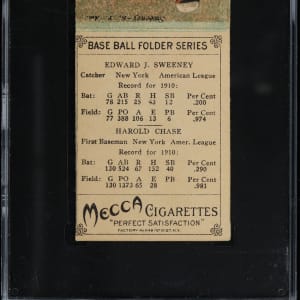 BASE BALL FOLDER SERIES
EDWARD J. SWEENEY
Catcher New York American League
Record for 1910:
Bat: G AB R H SB Per Cent
78 215 25 43 12 .200
Field: G PO A E PB Per Cent
77 388 106 13 6 .974
HAROLD CHASE
First Baseman New York Amer. League
Record for 1910:
Bat: G AB R H SB Per Cent
130 524 67 152 40 .290
Field: G PO A E PB Per Cent
130 1373 65 28 .981
MECCA CIGARETTES
"PERFECT SATISFACTION"